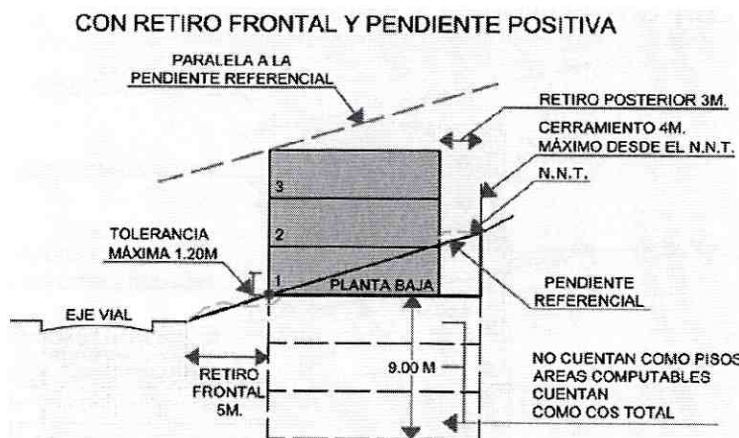 CON RETIRO FRONTAL Y PENDIENTE POSITIVA
PARALELA A LA
PENDIENTE REFERENCIAL
RETIRO POSTERIOR 3M.
CERRAMIENTO 4M.
MÁXIMO DESDE EL N.N.T.
N.N.T.
3
TOLERANCIA
MÁXIMA 1.20M
2
1
PLANTA BAJA
PENDIENTE
REFERENCIAL
EJE VIAL
RETIRO
FRONTAL
5M.
9.00 M
NO CUENTAN COMO PISOS
AREAS COMPUTABLES
CUENTAN
COMO COS TOTAL